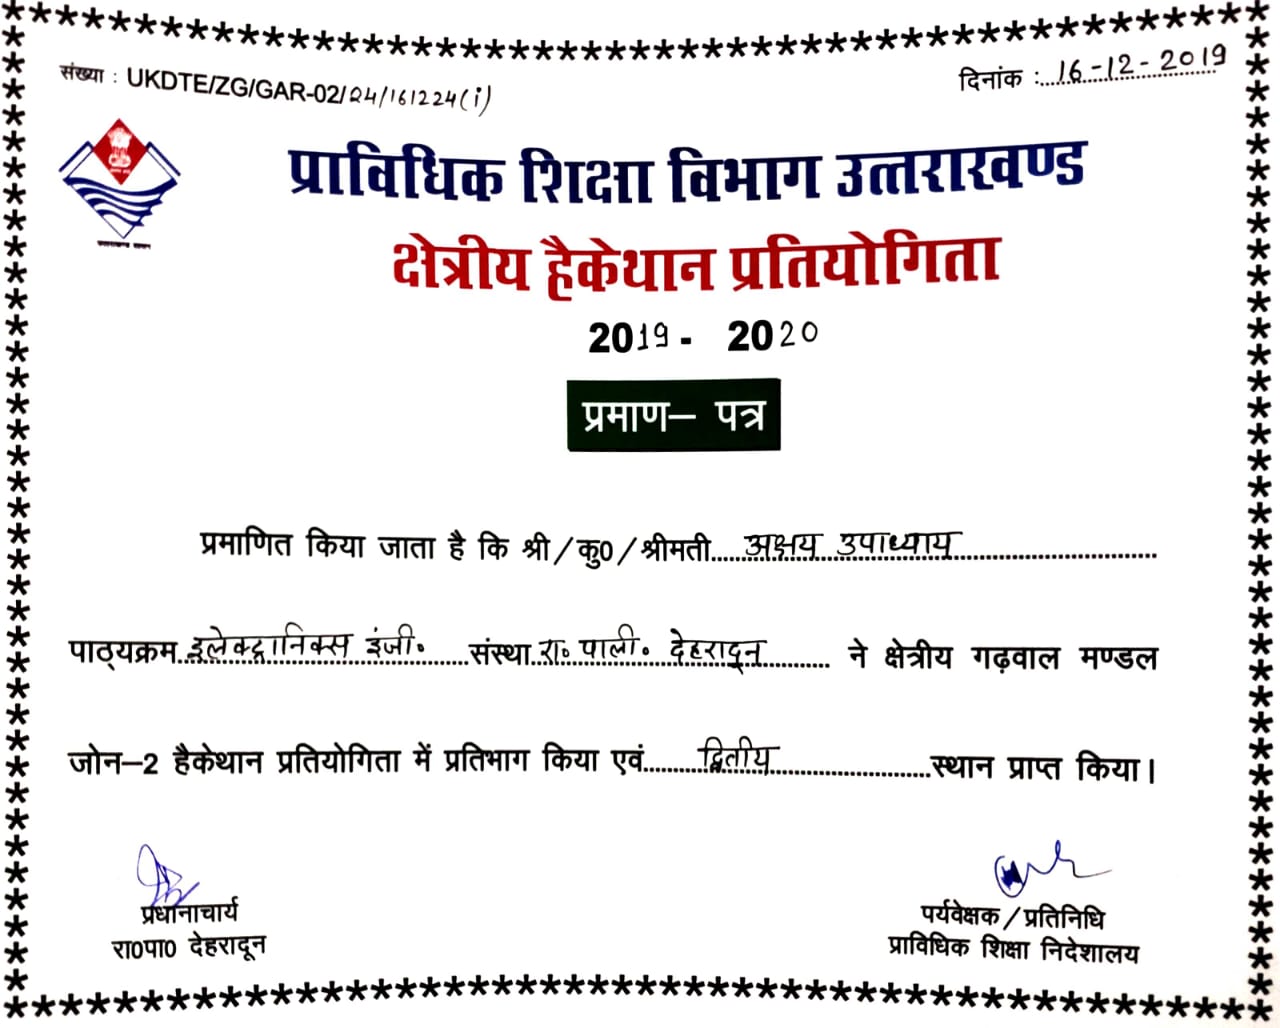 संख्या : UKDTE/ZG/GAR-02/24/161224(i)
दिनांक : 16-12-2019
प्राविधिक शिक्षा विभाग उत्तराखण्ड
क्षेत्रीय हैकेथान प्रतियोगिता
2019 - 2020
प्रमाण— पत्र
प्रमाणित किया जाता है कि श्री/कु0/श्रीमती अक्षय उपाध्याय
पाठ्यक्रम इलेक्ट्रानिक्स इंजी. संस्था रा. पाली. देहरादून ने क्षेत्रीय गढ़वाल मण्डल
जोन—2 हैकेथान प्रतियोगिता में प्रतिभाग किया एवं द्वितीय स्थान प्राप्त किया।
प्रधानाचार्य
रा0पा0 देहरादून
पर्यवेक्षक/प्रतिनिधि
प्राविधिक शिक्षा निदेशालय